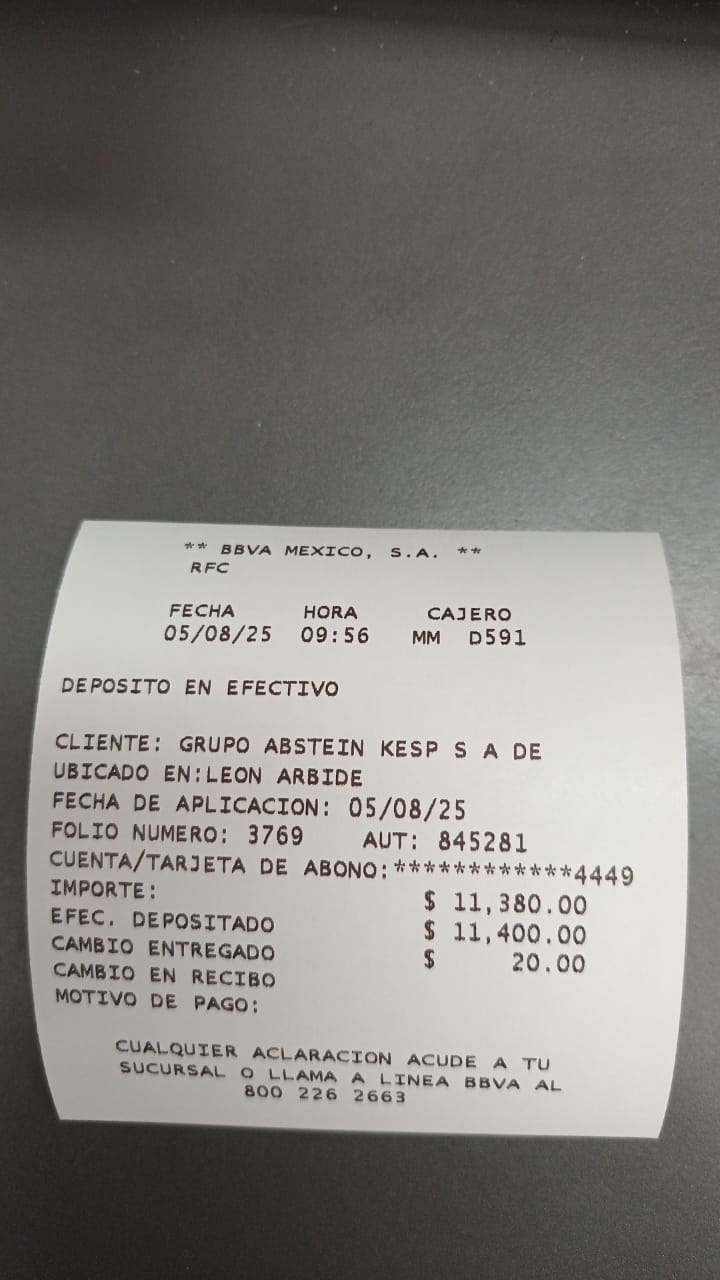 ** BBVA MEXICO, S.A. **
RFC
FECHA HORA CAJERO
05/08/25 09:56 MM D591
DEPOSITO EN EFECTIVO
CLIENTE: GRUPO ABSTEIN KESP S A DE
UBICADO EN:LEON ARBIDE
FECHA DE APLICACION: 05/08/25
FOLIO NUMERO: 3769 AUT: 845281
CUENTA/TARJETA DE ABONO:************4449
IMPORTE: $ 11,380.00
EFEC. DEPOSITADO $ 11,400.00
CAMBIO ENTREGADO $ 20.00
CAMBIO EN RECIBO
MOTIVO DE PAGO:
CUALQUIER ACLARACION ACUDE A TU
SUCURSAL O LLAMA A LINEA BBVA AL
800 226 2663